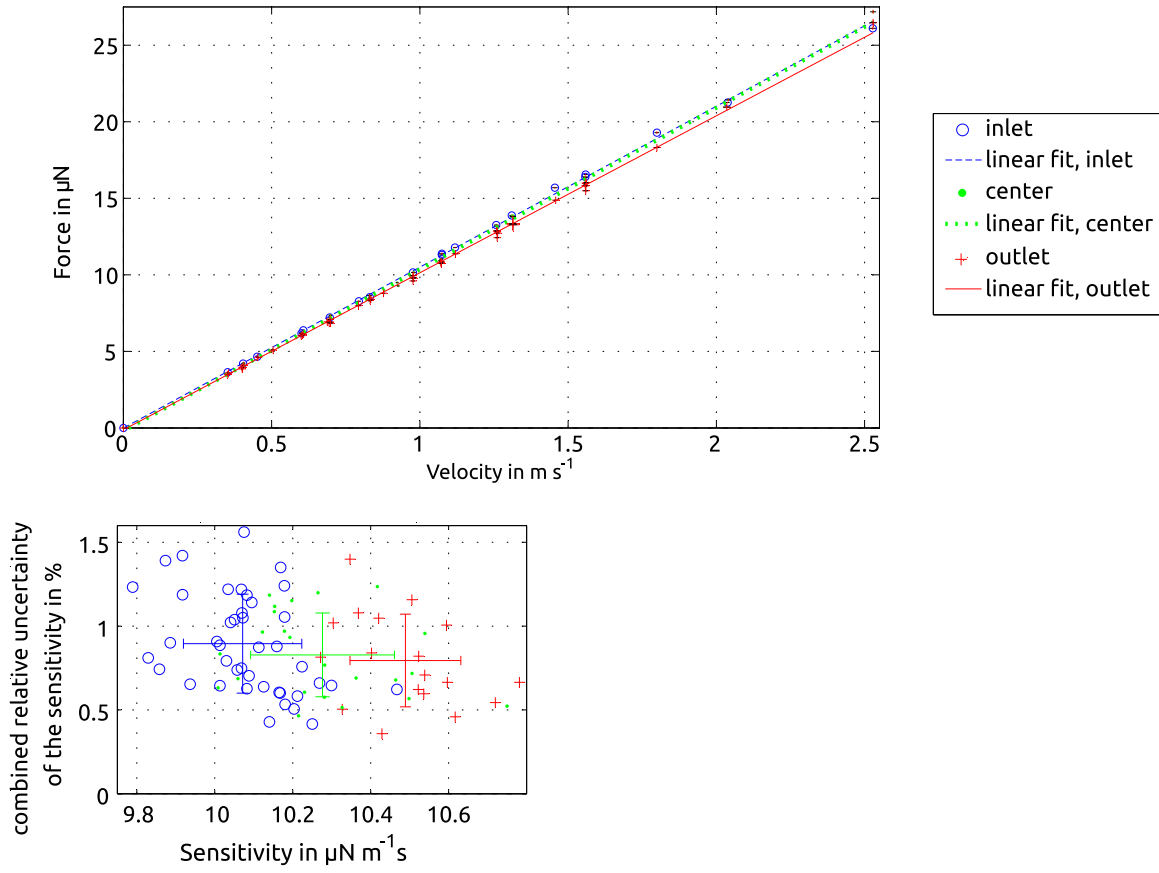 25
20
15
10
5
0
Force in µN
0
0.5
1
1.5
2
2.5
Velocity in m s⁻¹
inlet
linear fit, inlet
center
linear fit, center
outlet
linear fit, outlet
1.5
1
0.5
0
combined relative uncertainty
of the sensitivity in %
9.8
10
10.2
10.4
10.6
Sensitivity in µN m⁻¹s